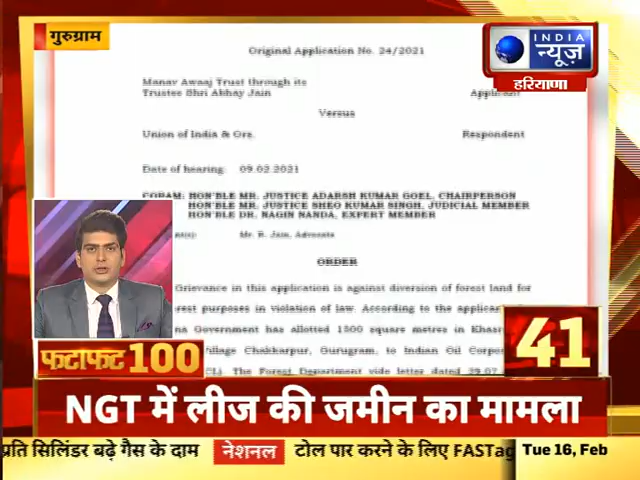 गुरुग्राम
INDIA
न्यूज़
हरियाणा
Original Application No. 24/2021
Manav Awaaj Trust through its
Trustee Shri Abhay Jain
Applicant
Versus
Union of India & Ors.
Respondent
Date of hearing: 09.02.2021
CORAM: HON'BLE MR. JUSTICE ADARSH KUMAR GOEL, CHAIRPERSON
HON'BLE MR. JUSTICE SHEO KUMAR SINGH, JUDICIAL MEMBER
HON'BLE DR. NAGIN NANDA, EXPERT MEMBER
Mr. R. Jain, Advocate
ORDER
Grievance in this application is against diversion of forest land for
rest purposes in violation of law. According to the applica
na Government has allotted 1500 square metres in Khasr
Village Chakkarpur, Gurugram, to Indian Oil Corpor
CL). The Forest Department vide letter dated 29.07.
फटाफट 100
41
NGT में लीज की जमीन का मामला
प्रति सिलिंडर बढ़े गैस के दाम नेशनल टोल पार करने के लिए FASTag Tue 16, Feb